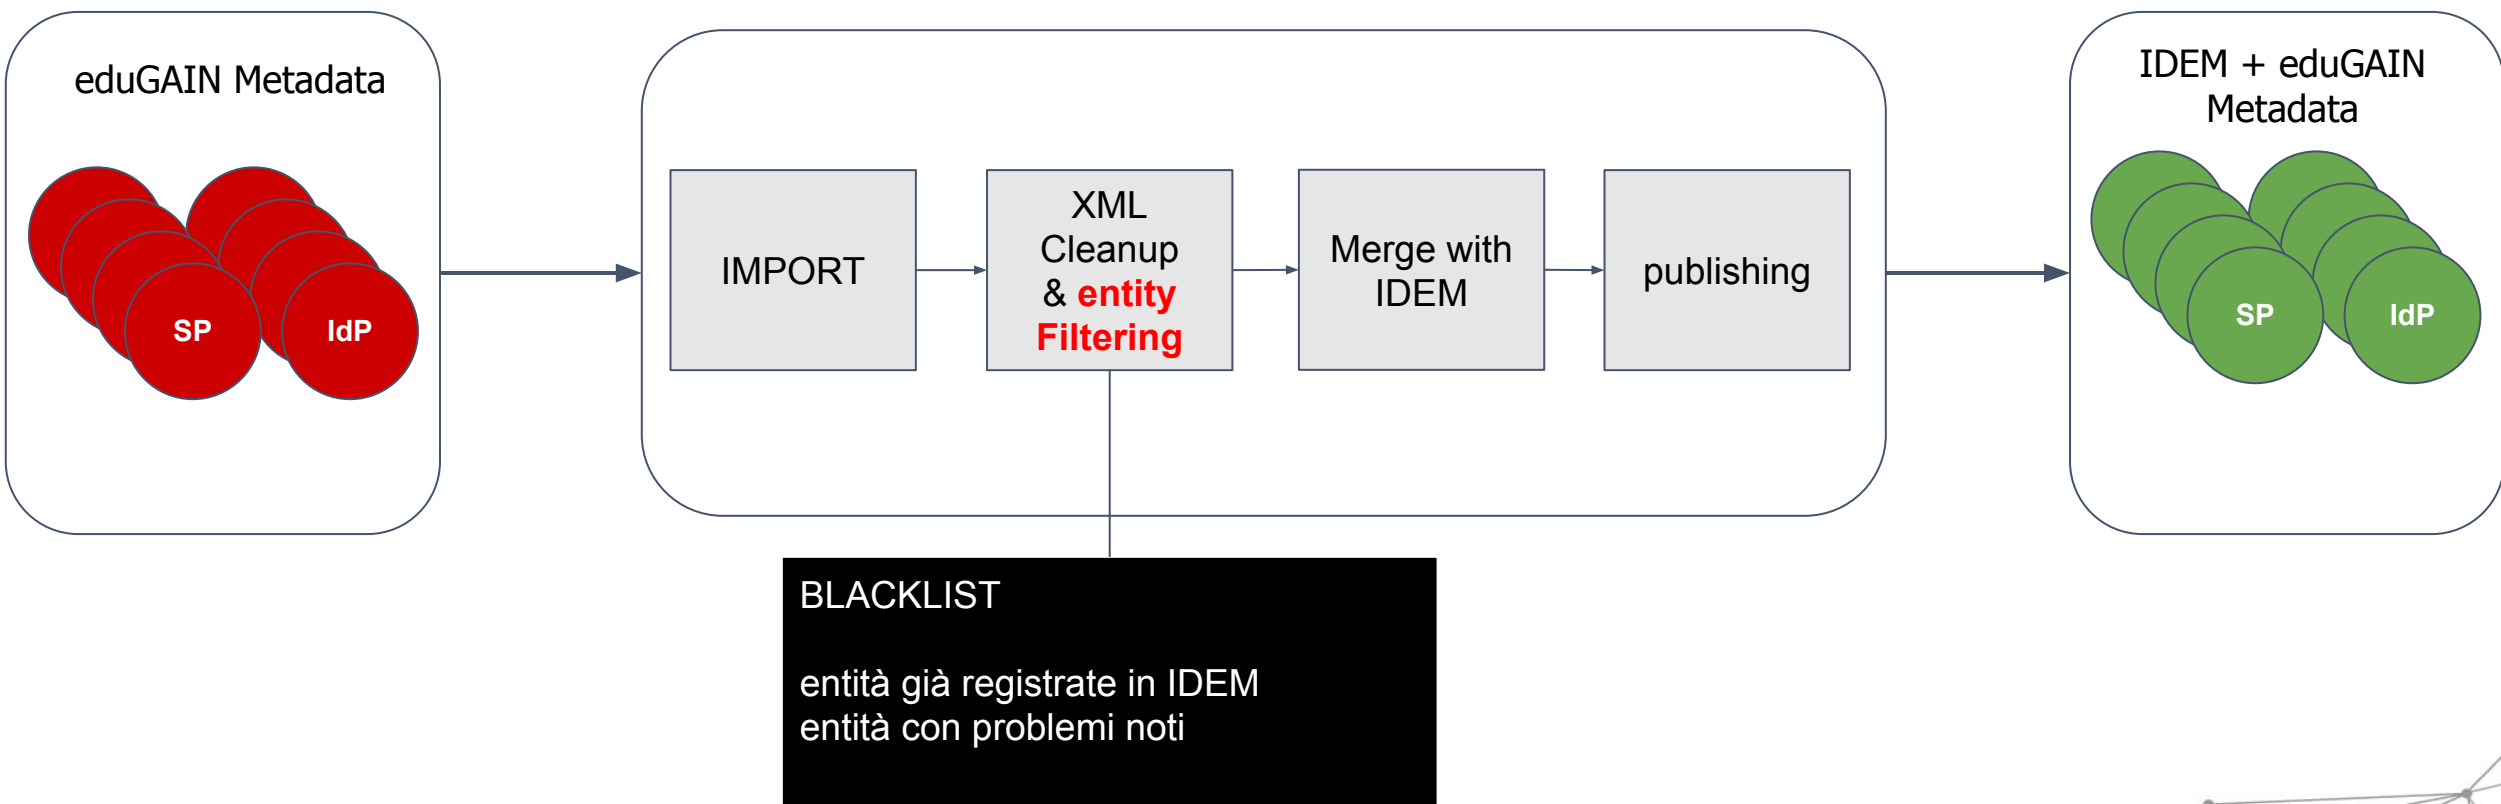 eduGAIN Metadata
SP
IdP
IMPORT
XML
Cleanup
& entity
Filtering
Merge with
IDEM
publishing
BLACKLIST
entità già registrate in IDEM
entità con problemi noti
IDEM + eduGAIN
Metadata
SP
IdP